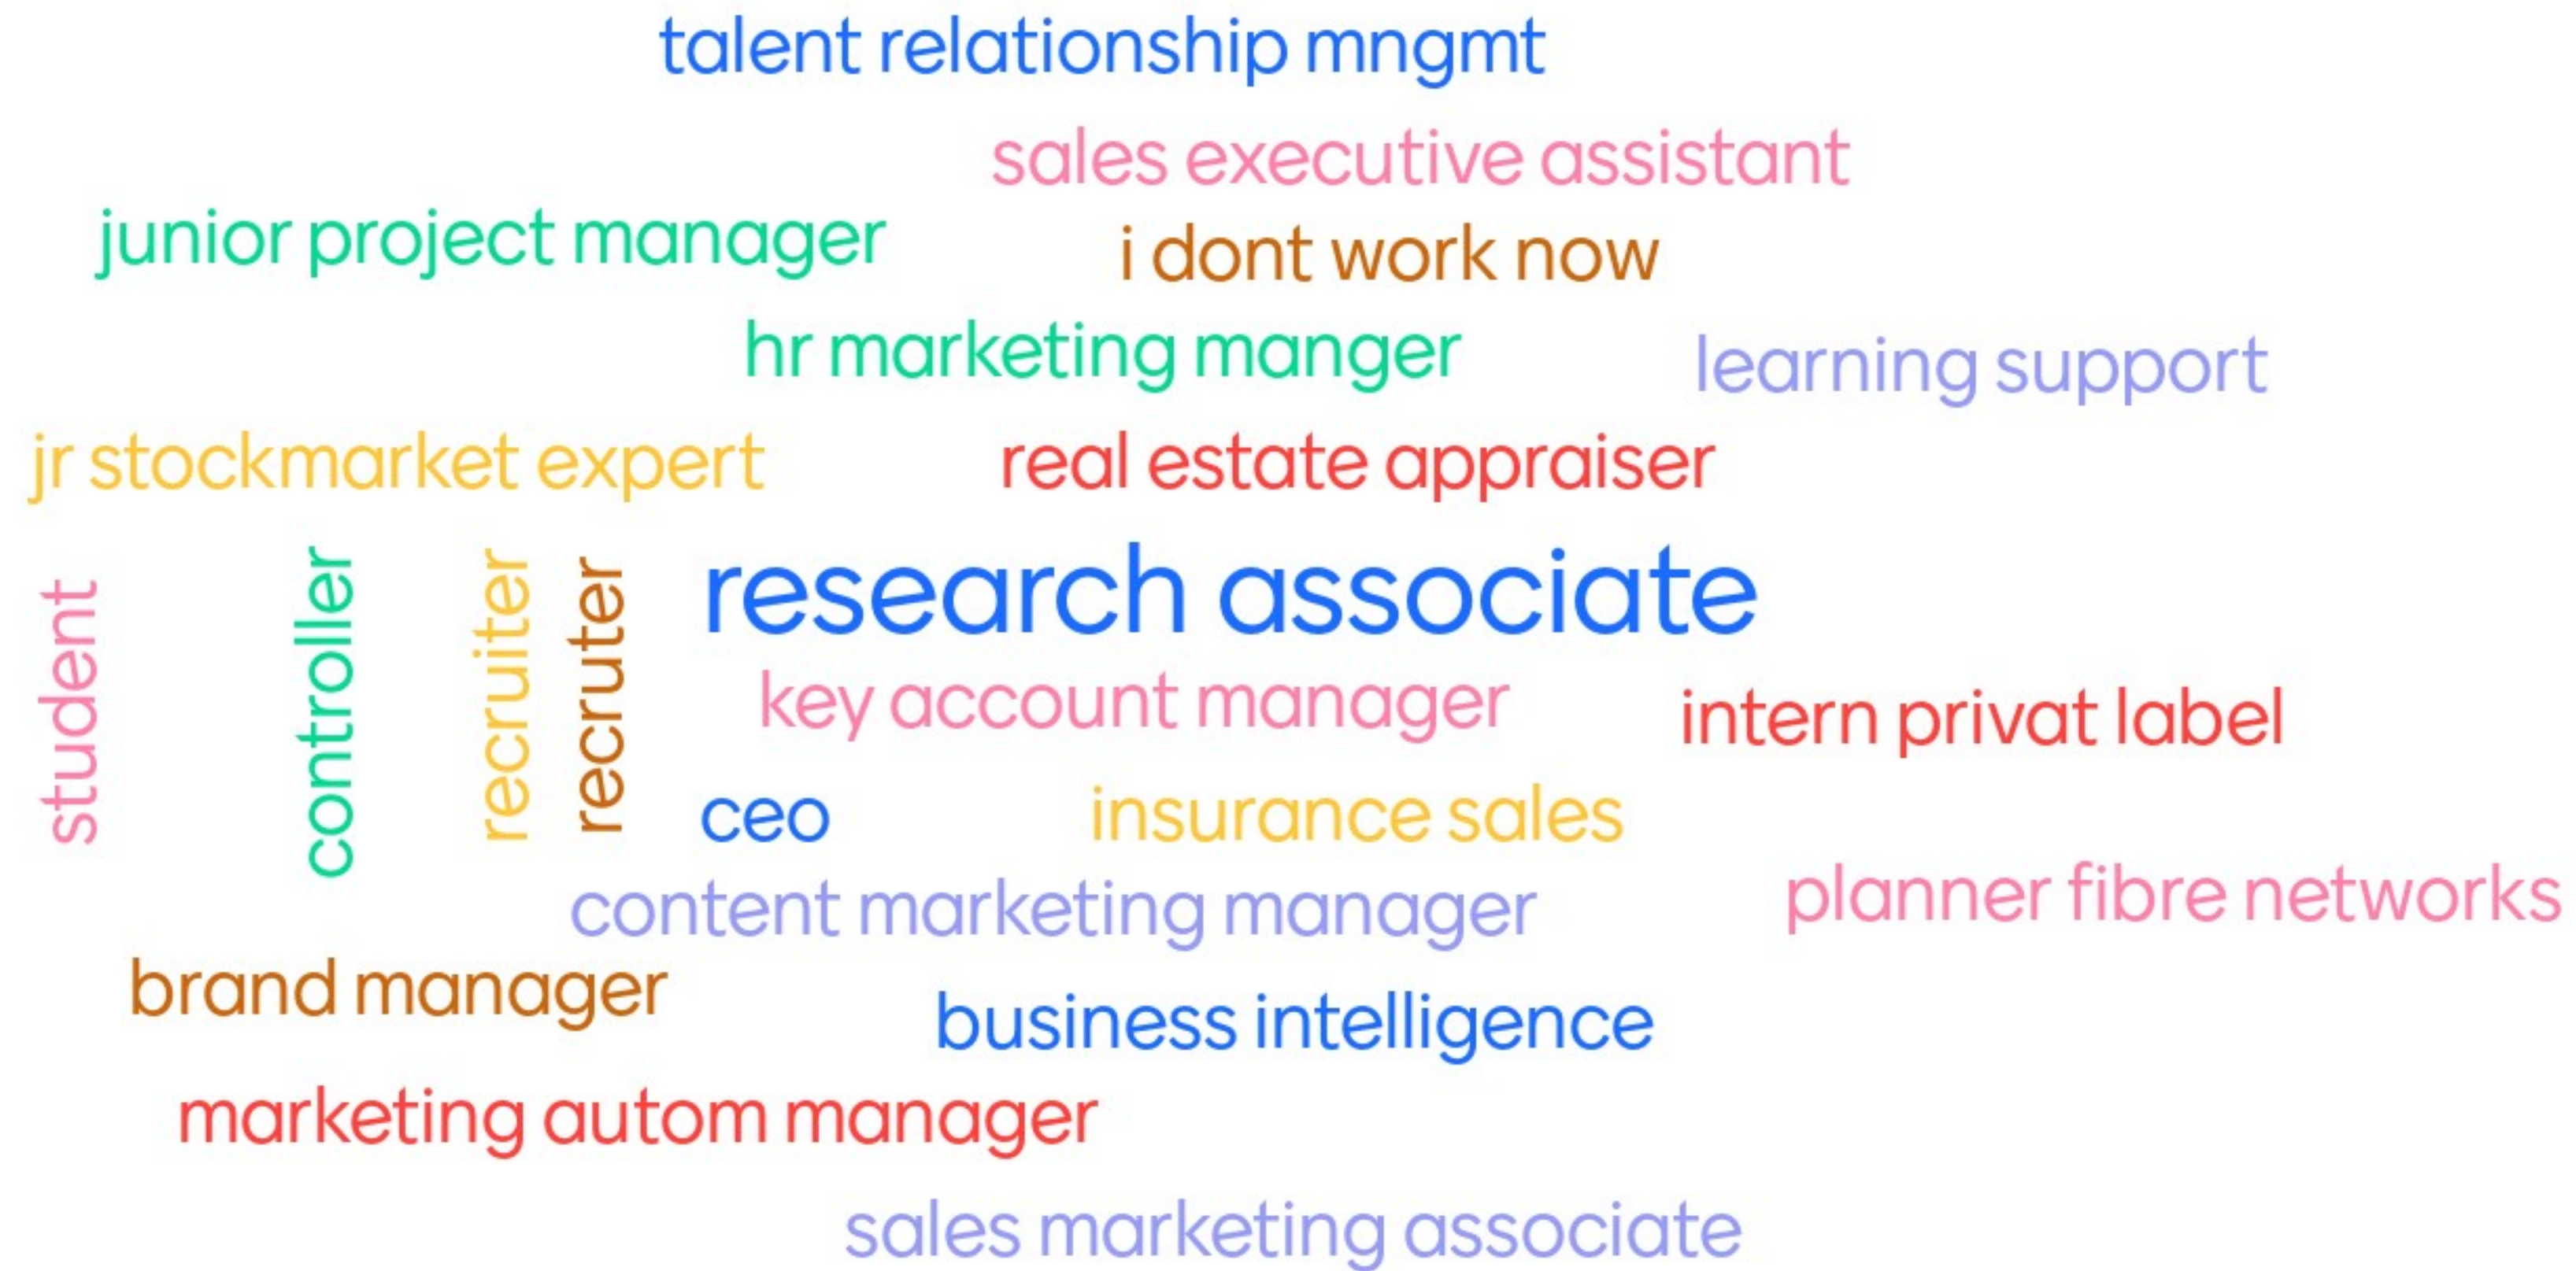 talent relationship mngmt
sales executive assistant
junior project manager
i dont work now
hr marketing manger
learning support
jr stockmarket expert
real estate appraiser
student
controller
recruiter
recruter
research associate
key account manager
intern privat label
ceo
insurance sales
content marketing manager
planner fibre networks
brand manager
business intelligence
marketing autom manager
sales marketing associate